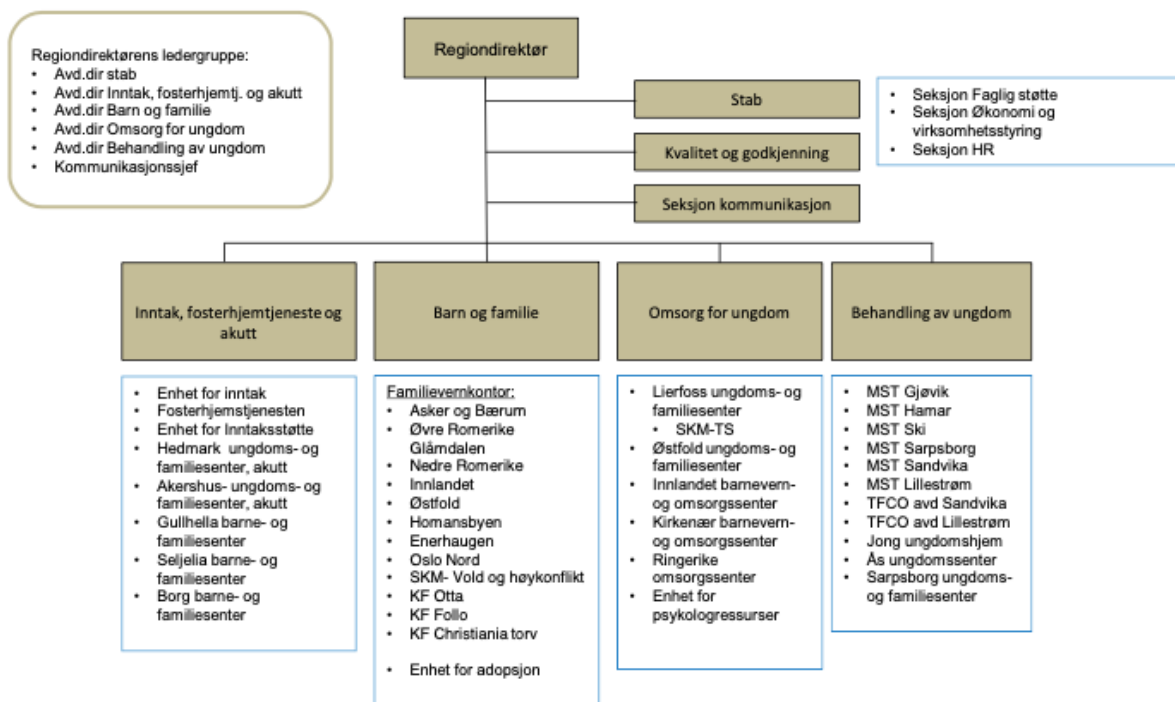 Regiondirektørens ledergruppe:
• Avd.dir stab
• Avd.dir Inntak, fosterhjemtj. og akutt
• Avd.dir Barn og familie
• Avd.dir Omsorg for ungdom
• Avd.dir Behandling av ungdom
• Kommunikasjonssjef
Regiondirektør
Stab
Kvalitet og godkjenning
Seksjon kommunikasjon
• Seksjon Faglig støtte
• Seksjon Økonomi og
virksomhetsstyring
• Seksjon HR
Inntak, fosterhjemtjeneste og
akutt
• Enhet for inntak
• Fosterhjemstjenesten
• Enhet for Inntaksstøtte
• Hedmark ungdoms- og
familiesenter, akutt
• Akershus- ungdoms- og
familiesenter, akutt
• Gullhella barne- og
familiesenter
• Seljelia barne- og
familiesenter
• Borg barne- og
familiesenter
Barn og familie
Familievernkontor:
• Asker og Bærum
• Øvre Romerike
Glåmdalen
• Nedre Romerike
• Innlandet
• Østfold
• Homansbyen
• Enerhaugen
• Oslo Nord
• SKM- Vold og høykonflikt
• KF Otta
• KF Follo
• KF Christiania torv
• Enhet for adopsjon
Omsorg for ungdom
• Lierfoss ungdoms- og
familiesenter
• SKM-TS
• Østfold ungdoms- og
familiesenter
• Innlandet barnevern-
og omsorgssenter
• Kirkenær barnevern-
og omsorgssenter
• Ringerike
omsorgssenter
• Enhet for
psykologressurser
Behandling av ungdom
• MST Gjøvik
• MST Hamar
• MST Ski
• MST Sarpsborg
• MST Sandvika
• MST Lillestrøm
• TFCO avd Sandvika
• TFCO avd Lillestrøm
• Jong ungdomshjem
• Ås ungdomssenter
• Sarpsborg ungdoms-
og familiesenter